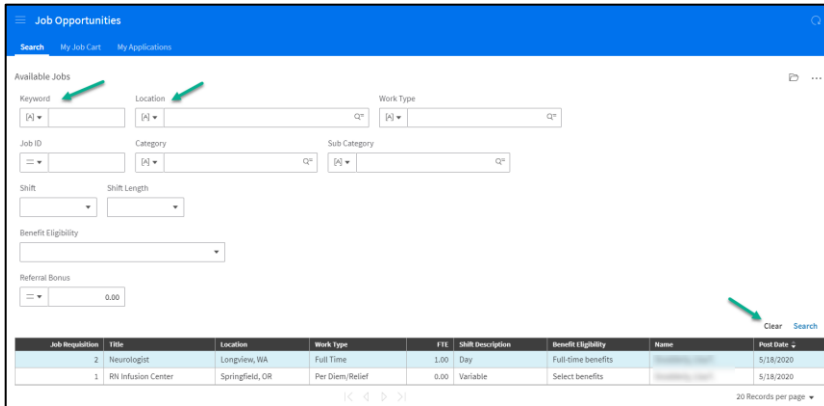 Job Opportunities
Search My Job Cart My Applications
Available Jobs
Keyword Location Work Type
[A] [A] [A]
Job ID Category Sub Category
= [A] [A]
Shift Shift Length
Benefit Eligibility
Referral Bonus
= 0.00
Clear Search
Job Requisition Title Location Work Type FTE Shift Description Benefit Eligibility Name Post Date
2 Neurologist Longview, WA Full Time 1.00 Day Full-time benefits 5/18/2020
1 RN Infusion Center Springfield, OR Per Diem/Relief 0.00 Variable Select benefits 5/18/2020
20 Records per page